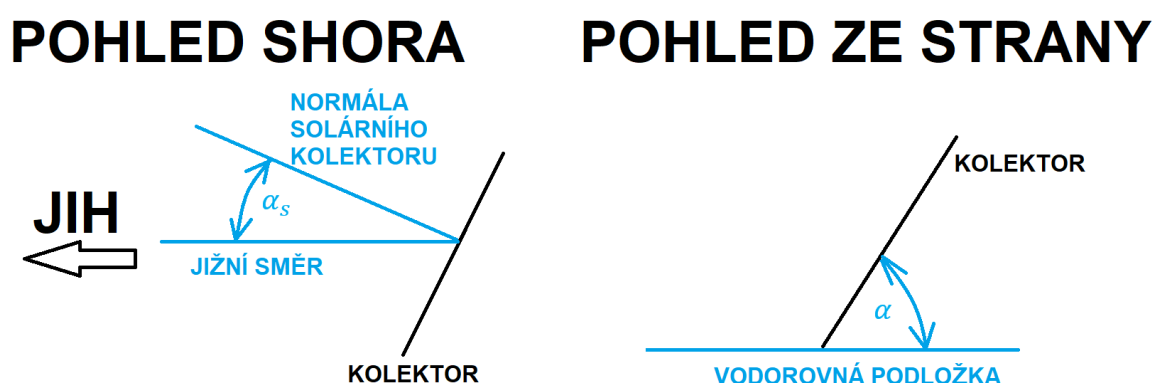 POHLED SHORA
NORMÁLA
SOLÁRNÍHO
KOLEKTORU
αs
JIH
JIŽNÍ SMĚR
KOLEKTOR
POHLED ZE STRANY
KOLEKTOR
α
VODOROVNÁ PODLOŽKA